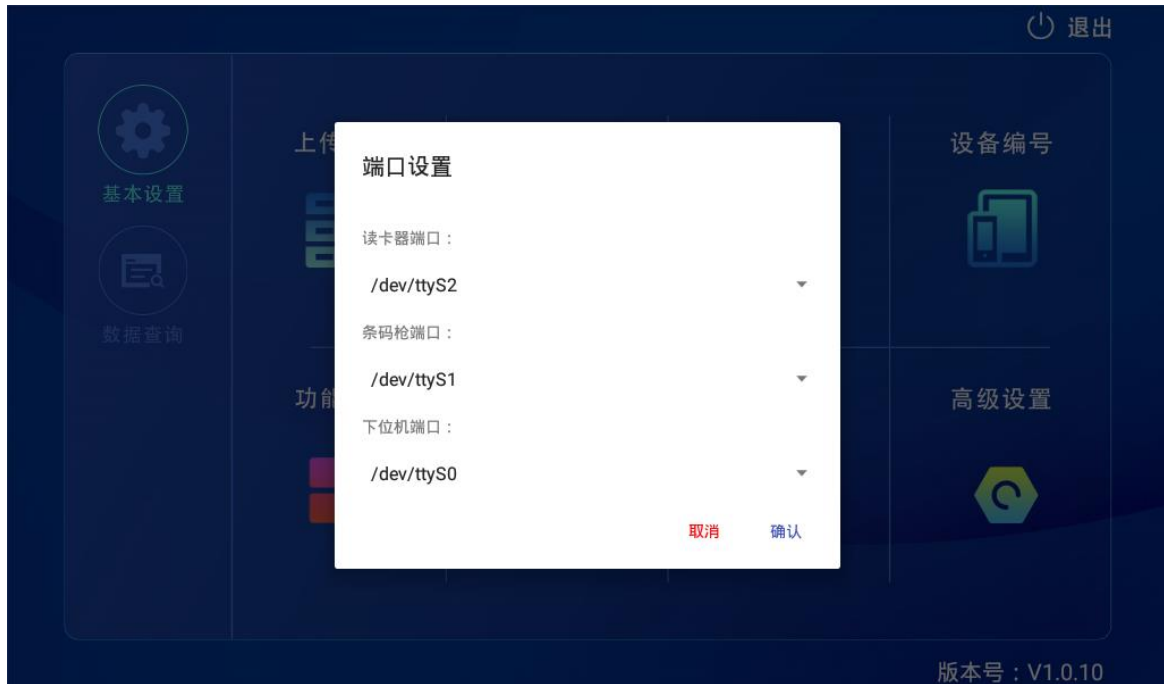 退出
基本设置
数据查询
上传
设备编号
功能
高级设置
端口设置
读卡器端口：
/dev/ttyS2
条码枪端口：
/dev/ttyS1
下位机端口：
/dev/ttyS0
取消
确认
版本号：V1.0.10